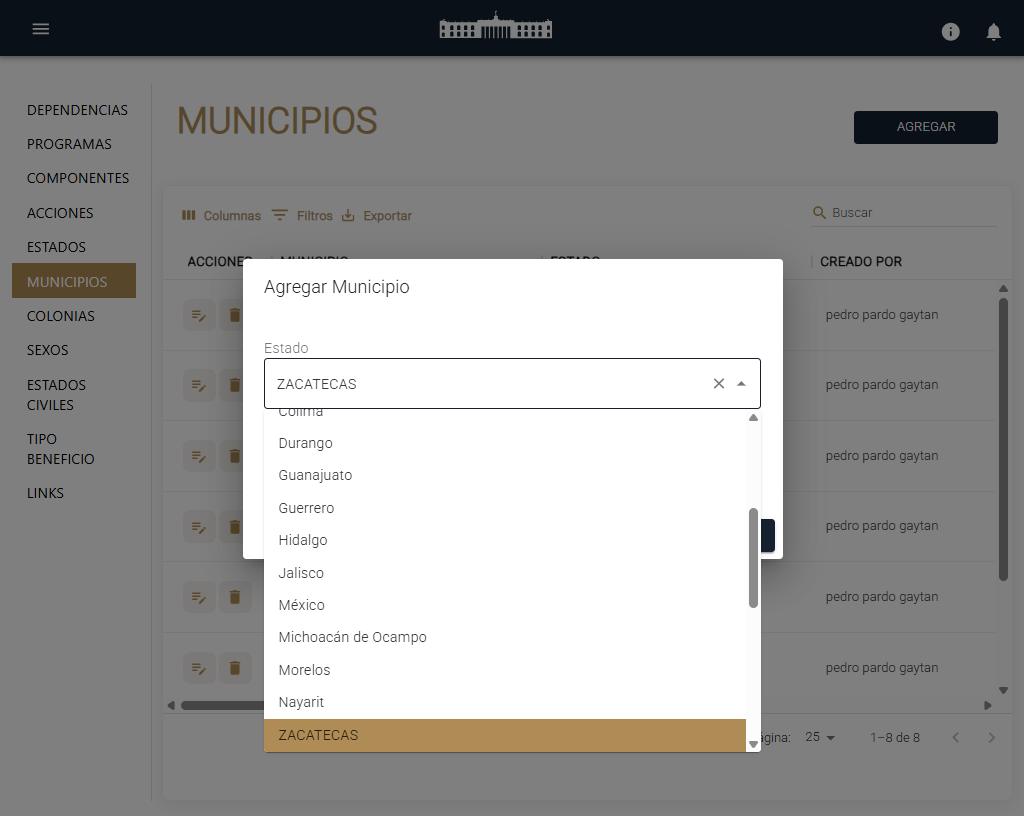 MUNICIPIOS
AGREGAR
DEPENDENCIAS
PROGRAMAS
COMPONENTES
ACCIONES
ESTADOS
MUNICIPIOS
COLONIAS
SEXOS
ESTADOS
CIVILES
TIPO
BENEFICIO
LINKS
Columnas Filtros Exportar Buscar
ACCIONES MUNICIPIO ESTADO CREADO POR
pedro pardo gaytan
pedro pardo gaytan
pedro pardo gaytan
pedro pardo gaytan
pedro pardo gaytan
pedro pardo gaytan
Agregar Municipio
Estado
ZACATECAS
Colima
Durango
Guanajuato
Guerrero
Hidalgo
Jalisco
México
Michoacán de Ocampo
Morelos
Nayarit
ZACATECAS
25 1–8 de 8